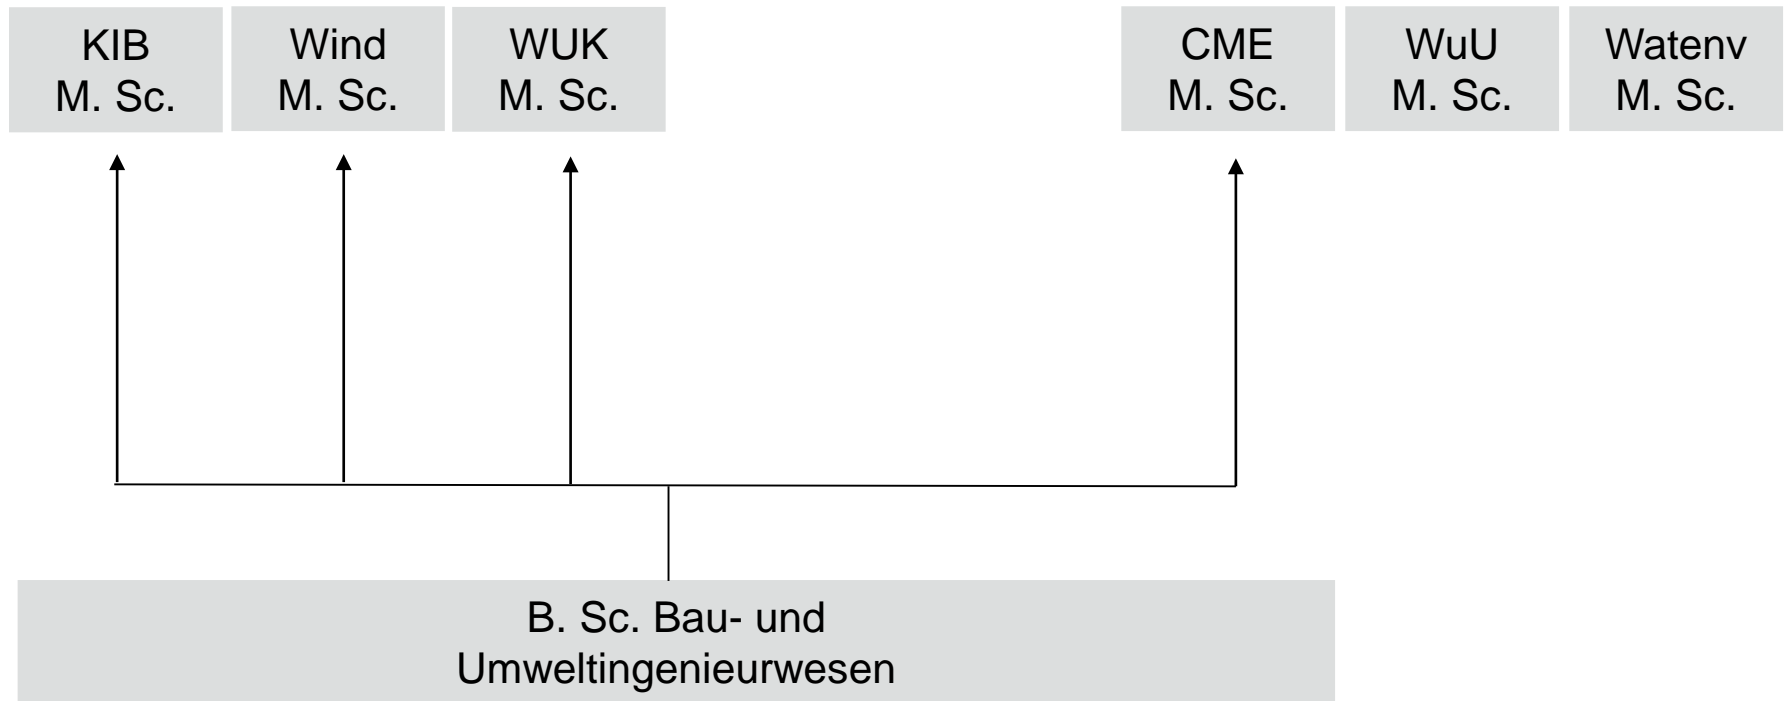 KIB
M. Sc.
Wind
M. Sc.
WUK
M. Sc.
CME
M. Sc.
WuU
M. Sc.
Watenv
M. Sc.
B. Sc. Bau- und
Umweltingenieurwesen